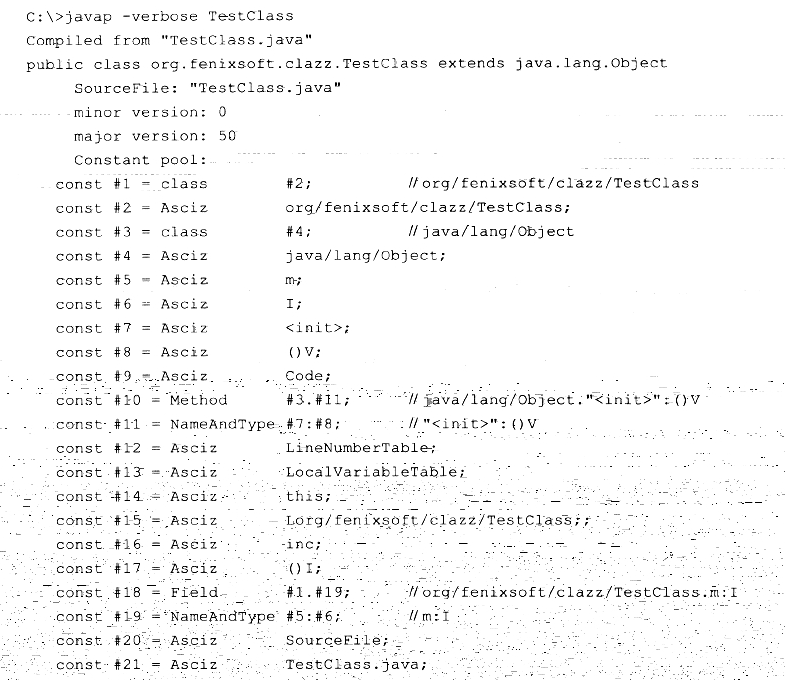 C:\>javap -verbose TestClass
Compiled from "TestClass.java"
public class org.fenixsoft.clazz.TestClass extends java.lang.Object
SourceFile: "TestClass.java"
minor version: 0
major version: 50
Constant pool:
const #1 = class #2; //org/fenixsoft/clazz/TestClass
const #2 = Asciz org/fenixsoft/clazz/TestClass;
const #3 = class #4; //java/lang/Object
const #4 = Asciz java/lang/Object;
const #5 = Asciz m;
const #6 = Asciz I;
const #7 = Asciz <init>;
const #8 = Asciz ()V;
const #9 = Asciz Code;
const #10 = Method #3.#11; //java/lang/Object."<init>":()V
const #11 = NameAndType #7:#8; //"<init>":()V
const #12 = Asciz LineNumberTable;
const #13 = Asciz LocalVariableTable;
const #14 = Asciz this;
const #15 = Asciz Lorg/fenixsoft/clazz/TestClass;;
const #16 = Asciz inc;
const #17 = Asciz ()I;
const #18 = Field #1.#19; //org/fenixsoft/clazz/TestClass.m:I
const #19 = NameAndType #5:#6; //m:I
const #20 = Asciz SourceFile;
const #21 = Asciz TestClass.java;